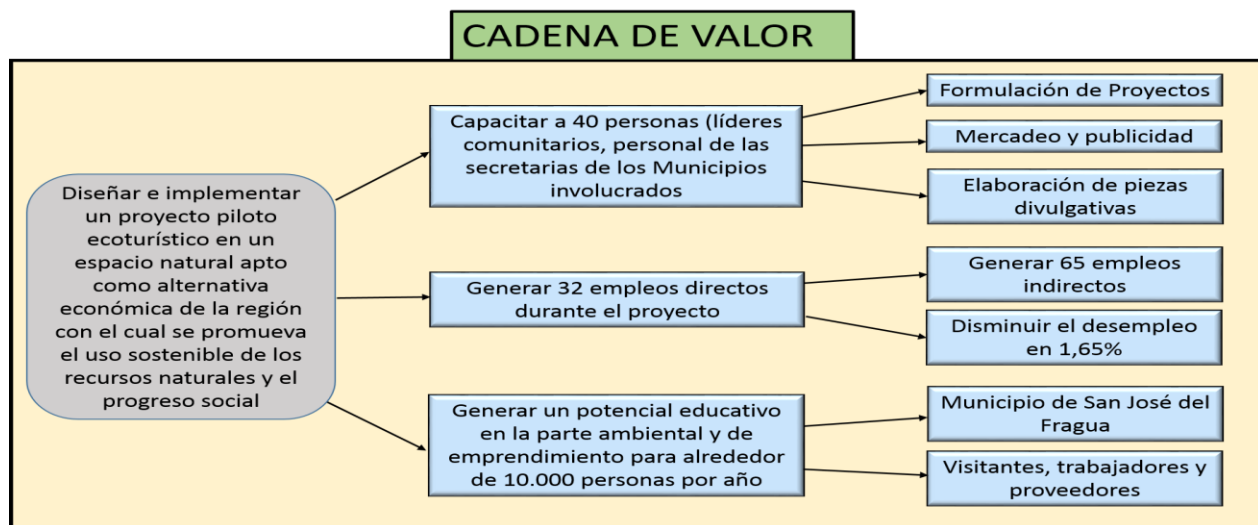 CADENA DE VALOR
Diseñar e implementar
un proyecto piloto
ecoturístico en un
espacio natural apto
como alternativa
económica de la región
con el cual se promueva
el uso sostenible de los
recursos naturales y el
progreso social
Capacitar a 40 personas (líderes
comunitarios, personal de las
secretarias de los Municipios
involucrados
Formulación de Proyectos
Mercadeo y publicidad
Elaboración de piezas
divulgativas
Generar 32 empleos directos
durante el proyecto
Generar 65 empleos
indirectos
Disminuir el desempleo
en 1,65%
Generar un potencial educativo
en la parte ambiental y de
emprendimiento para alrededor
de 10.000 personas por año
Municipio de San José del
Fragua
Visitantes, trabajadores y
proveedores